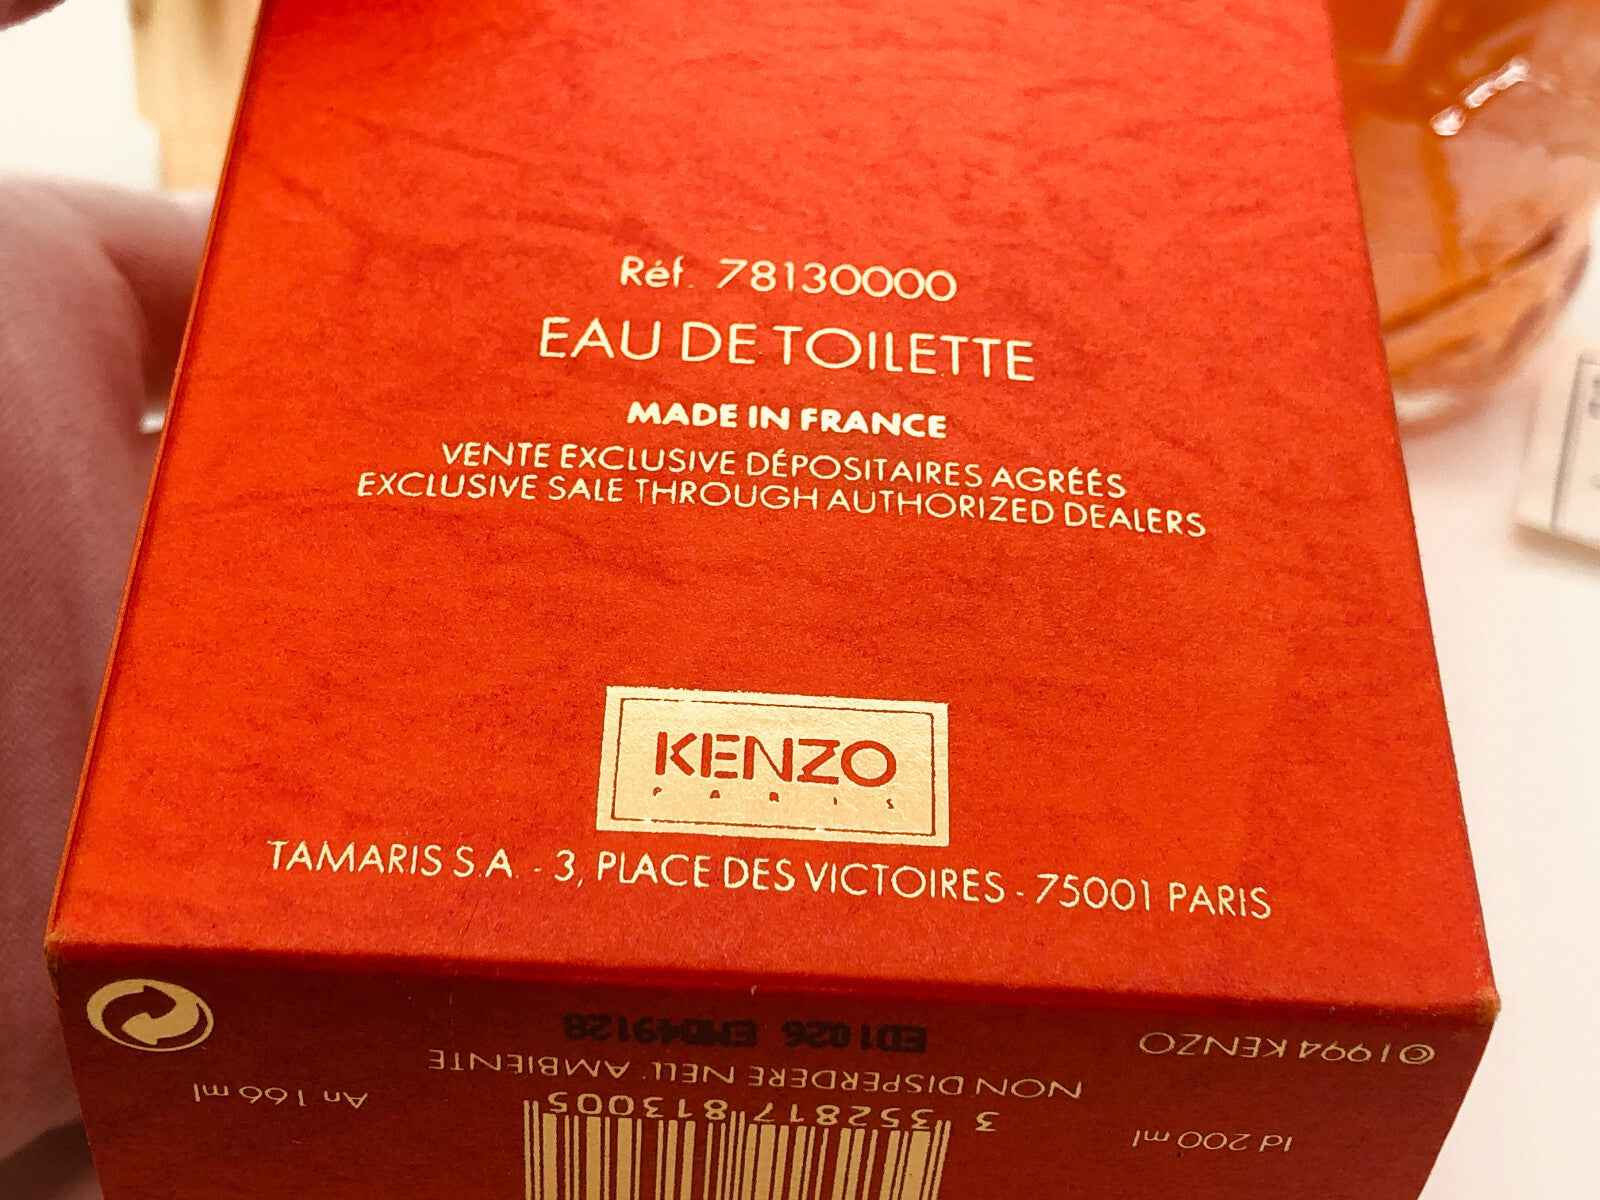 Réf. 78130000
EAU DE TOILETTE
MADE IN FRANCE
VENTE EXCLUSIVE DÉPOSITAIRES AGRÉÉS
EXCLUSIVE SALE THROUGH AUTHORIZED DEALERS
KENZO
PARIS
TAMARIS S.A. - 3, PLACE DES VICTOIRES - 75001 PARIS
©1994 KENZO
ED1026 EMD49128
NON DISPERDERE NELL' AMBIENTE
3 352817 813005
Id 200 ml
An 166 ml